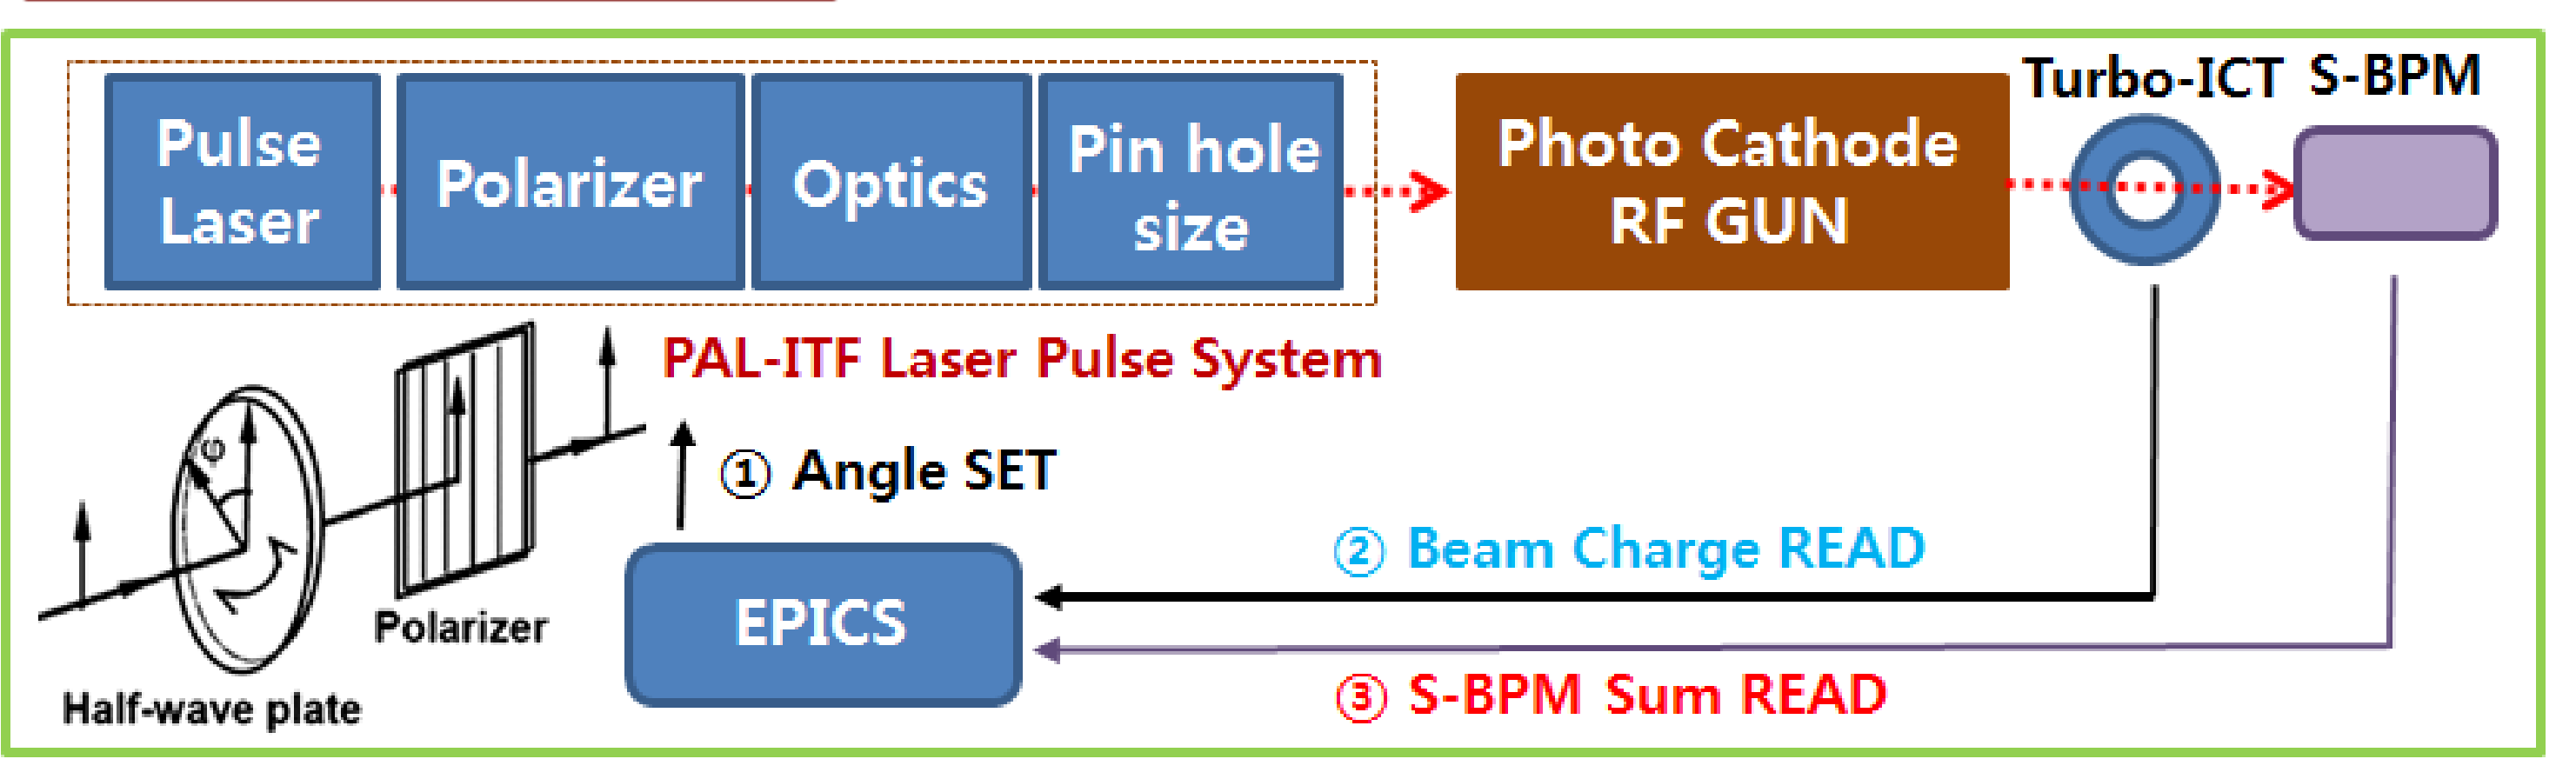 Pulse
Laser
Polarizer
Optics
Pin hole
size
Photo Cathode
RF GUN
Turbo-ICT
S-BPM
PAL-ITF Laser Pulse System
① Angle SET
② Beam Charge READ
EPICS
③ S-BPM Sum READ
Polarizer
Half-wave plate